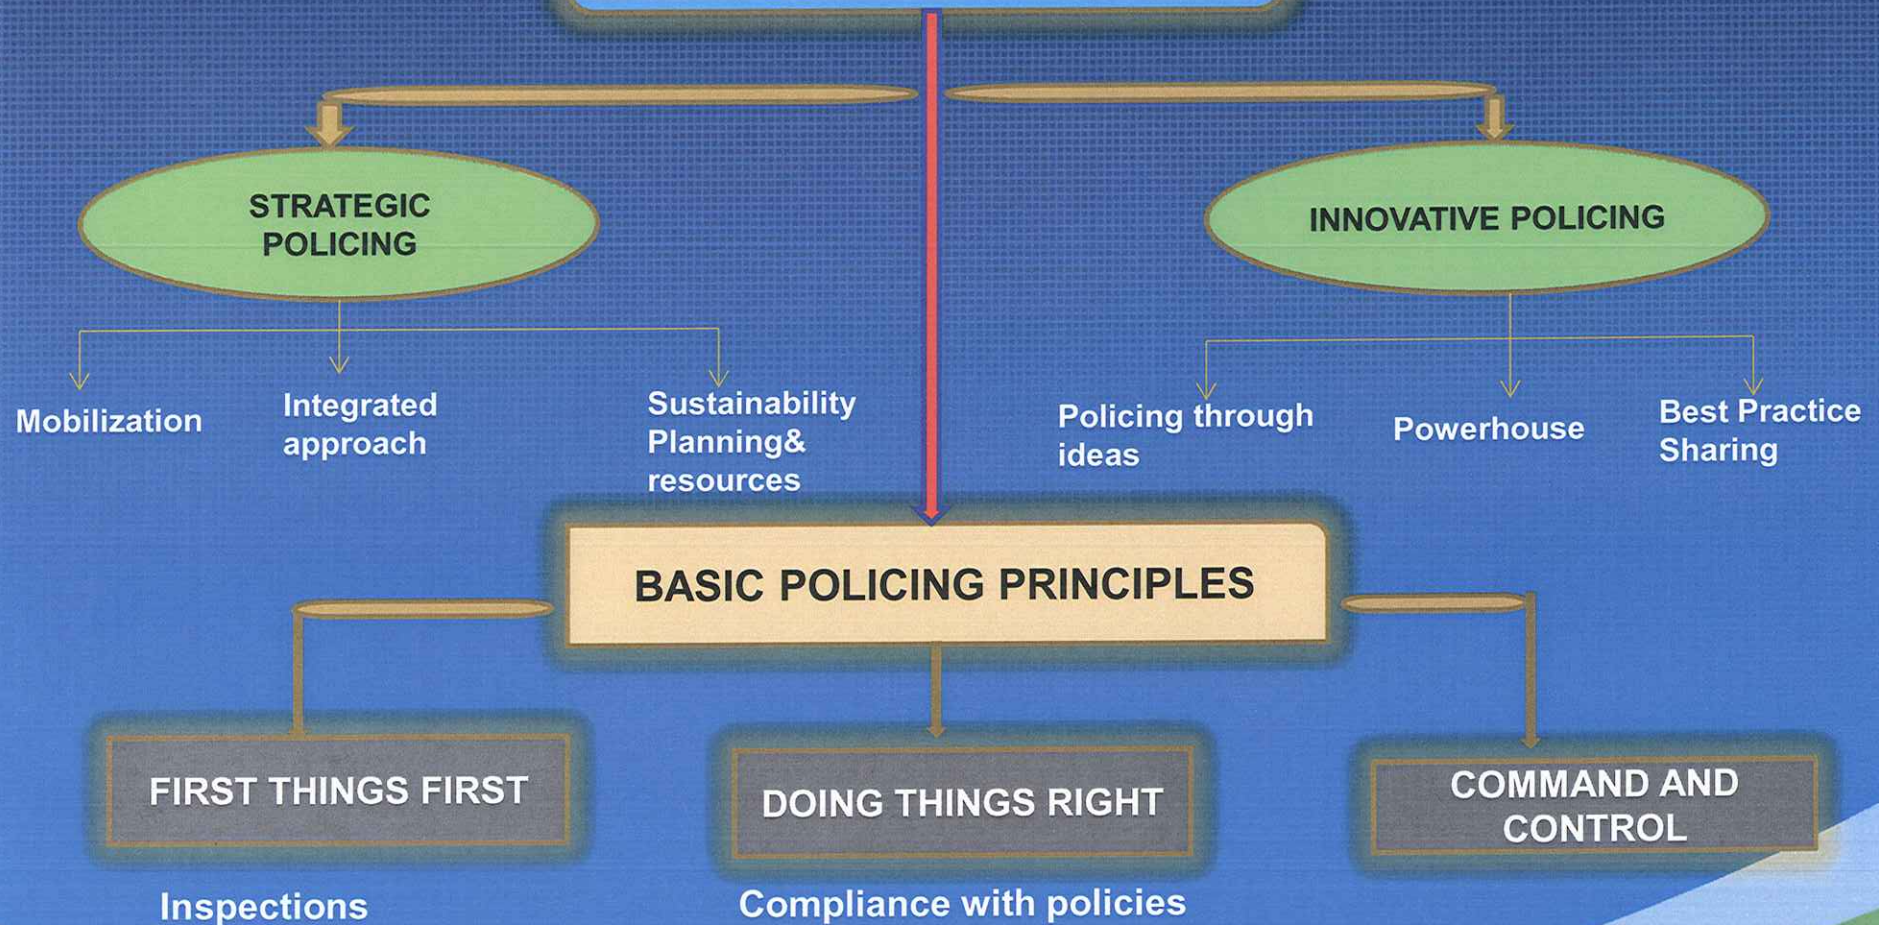 STRATEGIC
POLICING
INNOVATIVE POLICING
Mobilization
Integrated
approach
Sustainability
Planning&
resources
Policing through
ideas
Powerhouse
Best Practice
Sharing
BASIC POLICING PRINCIPLES
FIRST THINGS FIRST
DOING THINGS RIGHT
COMMAND AND
CONTROL
Inspections
Compliance with policies